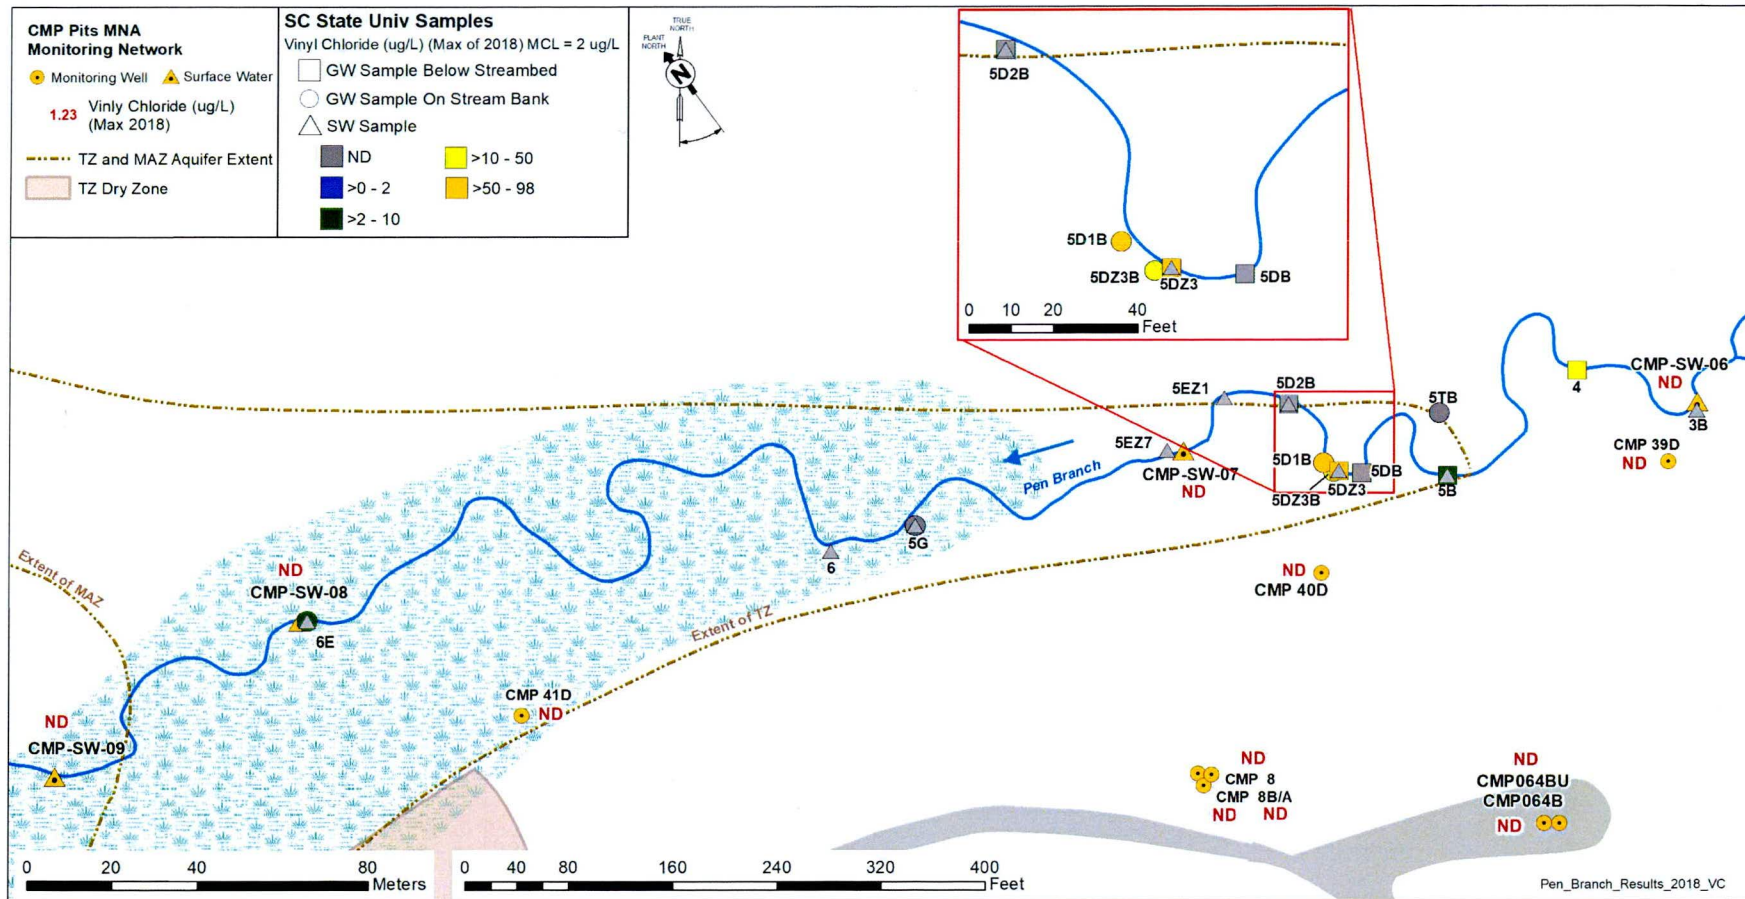 CMP Pits MNA
Monitoring Network
Monitoring Well
Surface Water
1.23
Vinly Chloride (ug/L)
(Max 2018)
TZ and MAZ Aquifer Extent
TZ Dry Zone
SC State Univ Samples
Vinyl Chloride (ug/L) (Max of 2018) MCL = 2 ug/L
GW Sample Below Streambed
GW Sample On Stream Bank
SW Sample
ND
>0 - 2
>2 - 10
>10 - 50
>50 - 98
TRUE
NORTH
PLANT
NORTH
N
5D2B
5D1B
5DZ3B
5DZ3
5DB
0 10 20 40
Feet
CMP-SW-06
ND
4
3B
5TB
CMP 39D
ND
5EZ1
5D2B
5EZ7
CMP-SW-07
ND
5D1B
5DZ3B
5DZ3
5DB
5B
Pen Branch
5G
6
ND
CMP 40D
Extent of TZ
Extent of MAZ
ND
CMP-SW-08
6E
CMP 41D
ND
ND
CMP-SW-09
ND
CMP 8
CMP 8B/A
ND ND
ND
CMP064BU
CMP064B
ND
0 20 40 80
Meters
0 40 80 160 240 320 400
Feet
Pen_Branch_Results_2018_VC